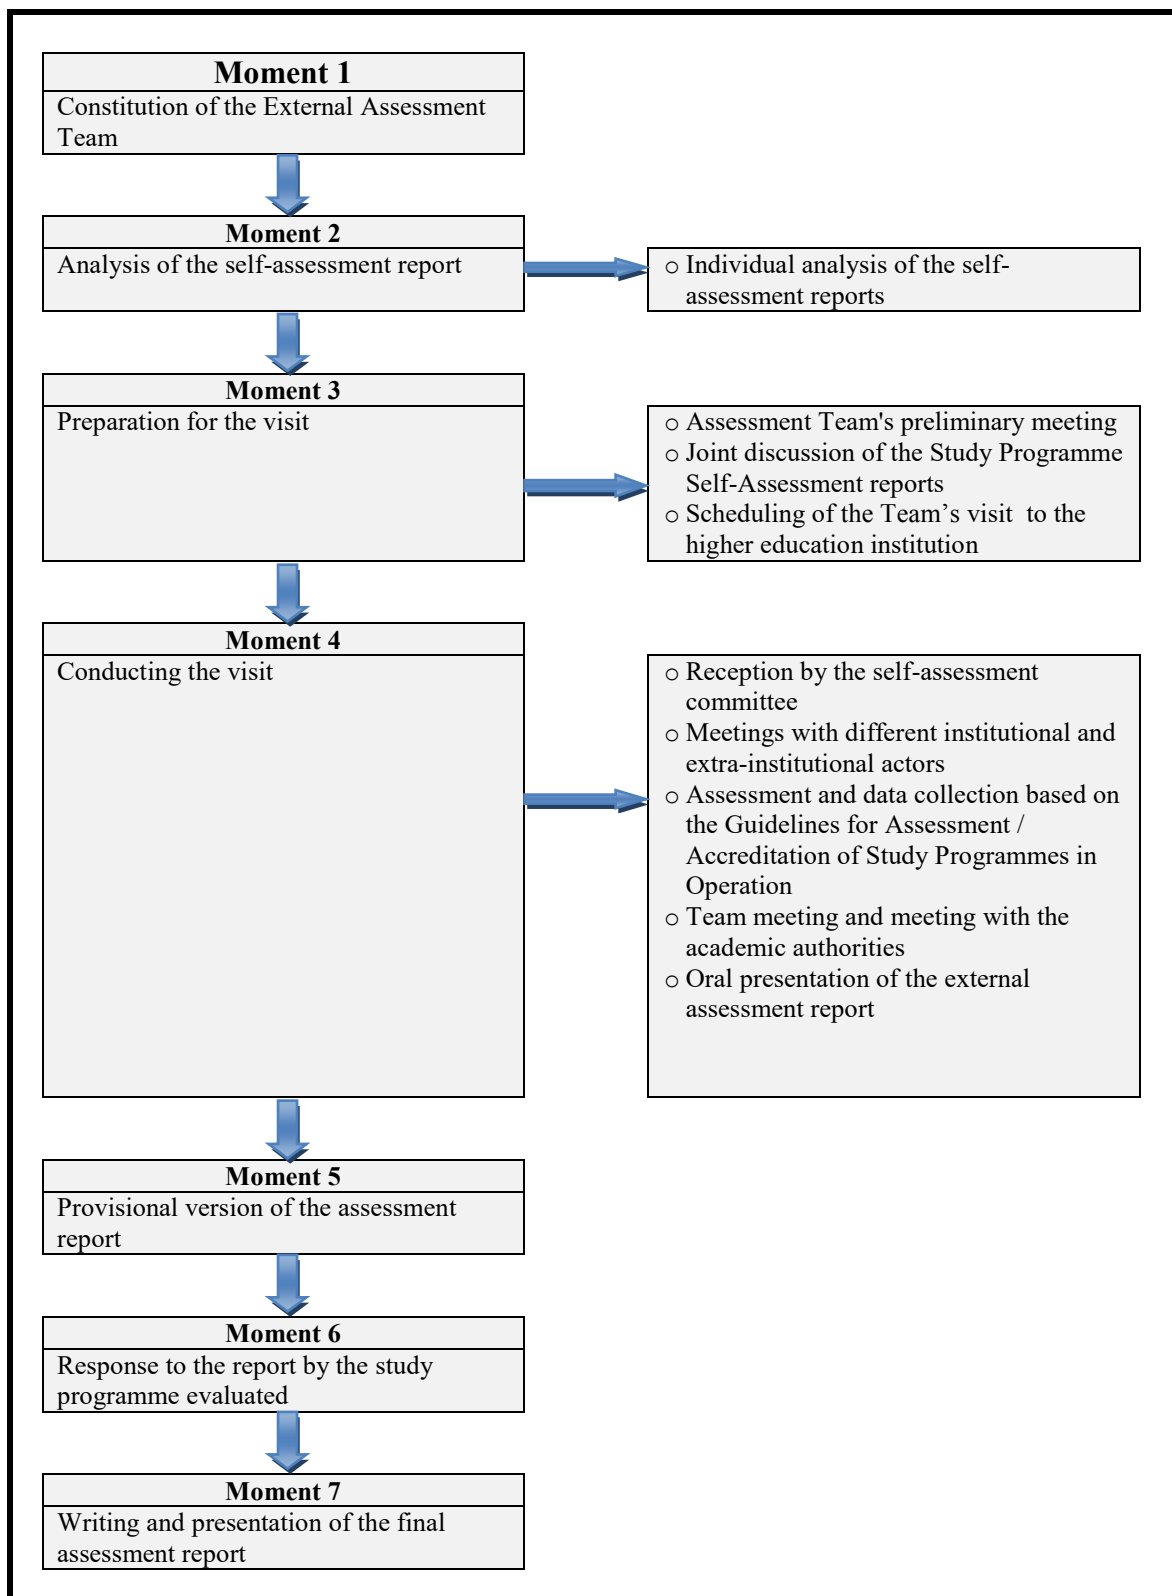 Moment 1
Constitution of the External Assessment
Team
Moment 2
Analysis of the self-assessment report
o Individual analysis of the self-
assessment reports
Moment 3
Preparation for the visit
o Assessment Team's preliminary meeting
o Joint discussion of the Study Programme
Self-Assessment reports
o Scheduling of the Team’s visit  to the
higher education institution
Moment 4
Conducting the visit
o Reception by the self-assessment
committee
o Meetings with different institutional and
extra-institutional actors
o Assessment and data collection based on
the Guidelines for Assessment /
Accreditation of Study Programmes in
Operation
o Team meeting and meeting with the
academic authorities
o Oral presentation of the external
assessment report
Moment 5
Provisional version of the assessment
report
Moment 6
Response to the report by the study
programme evaluated
Moment 7
Writing and presentation of the final
assessment report